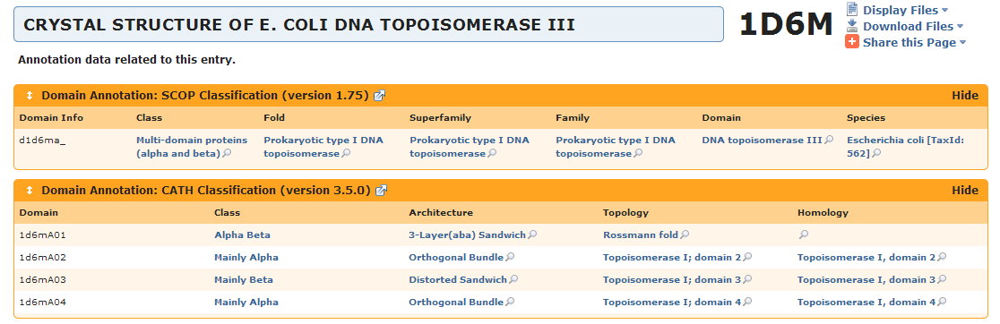 CRYSTAL STRUCTURE OF E. COLI DNA TOPOISOMERASE III
1D6M
Display Files
Download Files
Share this Page
Annotation data related to this entry.
Domain Annotation: SCOP Classification (version 1.75) Hide
Domain Info Class Fold Superfamily Family Domain Species
d1d6ma_ Multi-domain proteins Prokaryotic type I DNA Prokaryotic type I DNA Prokaryotic type I DNA DNA topoisomerase III Escherichia coli [TaxId:
(alpha and beta) topoisomerase topoisomerase topoisomerase 562]
Domain Annotation: CATH Classification (version 3.5.0) Hide
Domain Class Architecture Topology Homology
1d6mA01 Alpha Beta 3-Layer(aba) Sandwich Rossmann fold
1d6mA02 Mainly Alpha Orthogonal Bundle Topoisomerase I; domain 2 Topoisomerase I, domain 2
1d6mA03 Mainly Beta Distorted Sandwich Topoisomerase I; domain 3 Topoisomerase I, domain 3
1d6mA04 Mainly Alpha Orthogonal Bundle Topoisomerase I; domain 4 Topoisomerase I, domain 4